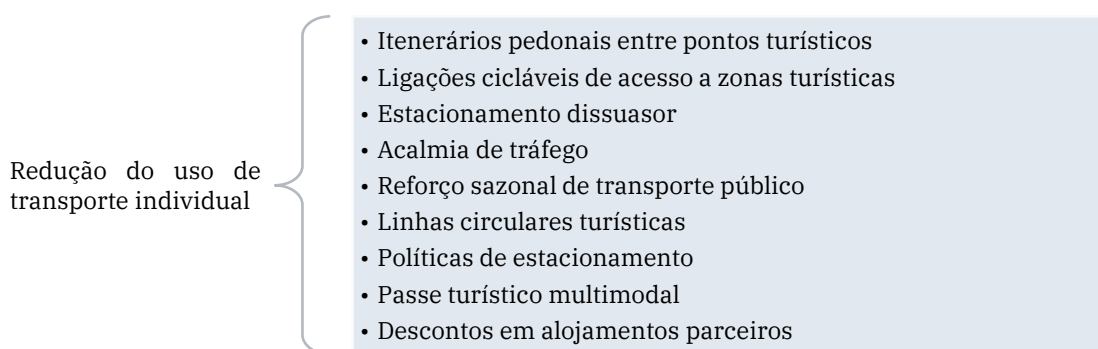 Redução do uso de
transporte individual
• Itenerários pedonais entre pontos turísticos
• Ligações cicláveis de acesso a zonas turísticas
• Estacionamento dissuasor
• Acalmia de tráfego
• Reforço sazonal de transporte público
• Linhas circulares turísticas
• Políticas de estacionamento
• Passe turístico multimodal
• Descontos em alojamentos parceiros